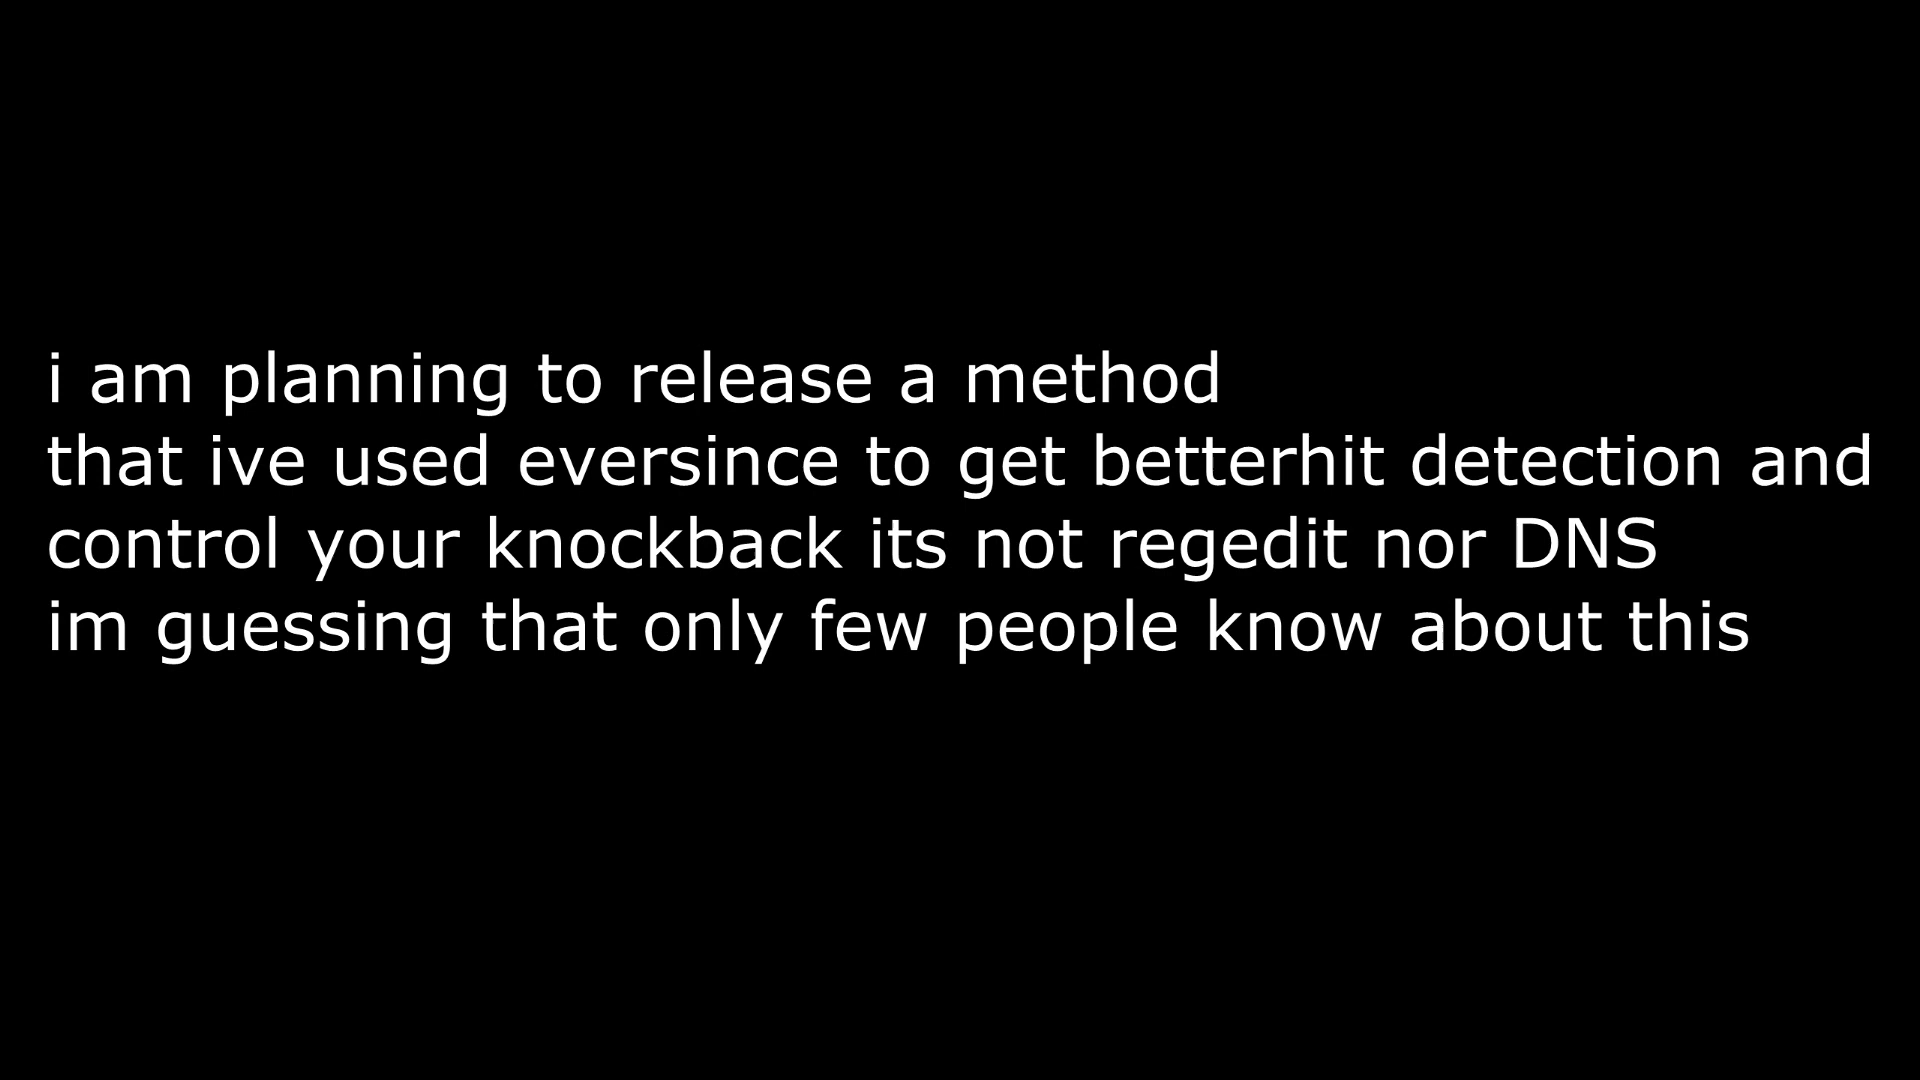 i am planning to release a method
that ive used eversince to get betterhit detection and
control your knockback its not regedit nor DNS
im guessing that only few people know about this